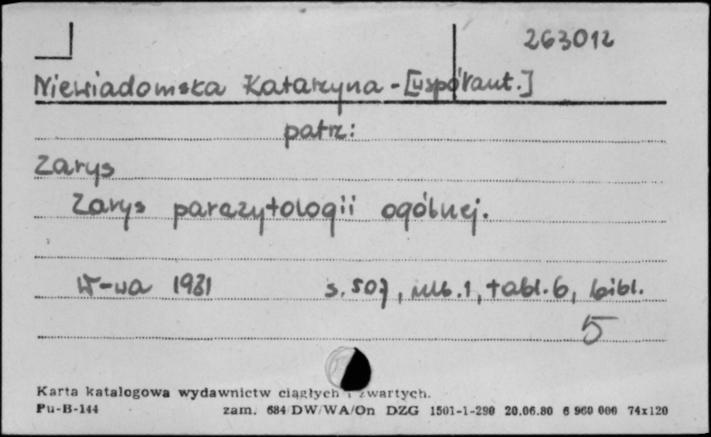 263012
Niewiadomska Katarzyna - [współaut.]
patrz:
Zarys
Zarys parazytologii ogólnej.
W-wa 1981 s. 507, nlb. 1, tabl. 6, bibl.
5
Karta katalogowa wydawnictw ciągłych i zwartych.
Pu-B-144 zam. 684/DW/WA/On DZG 1501-1-290 20.06.80 6 960 000 74x120